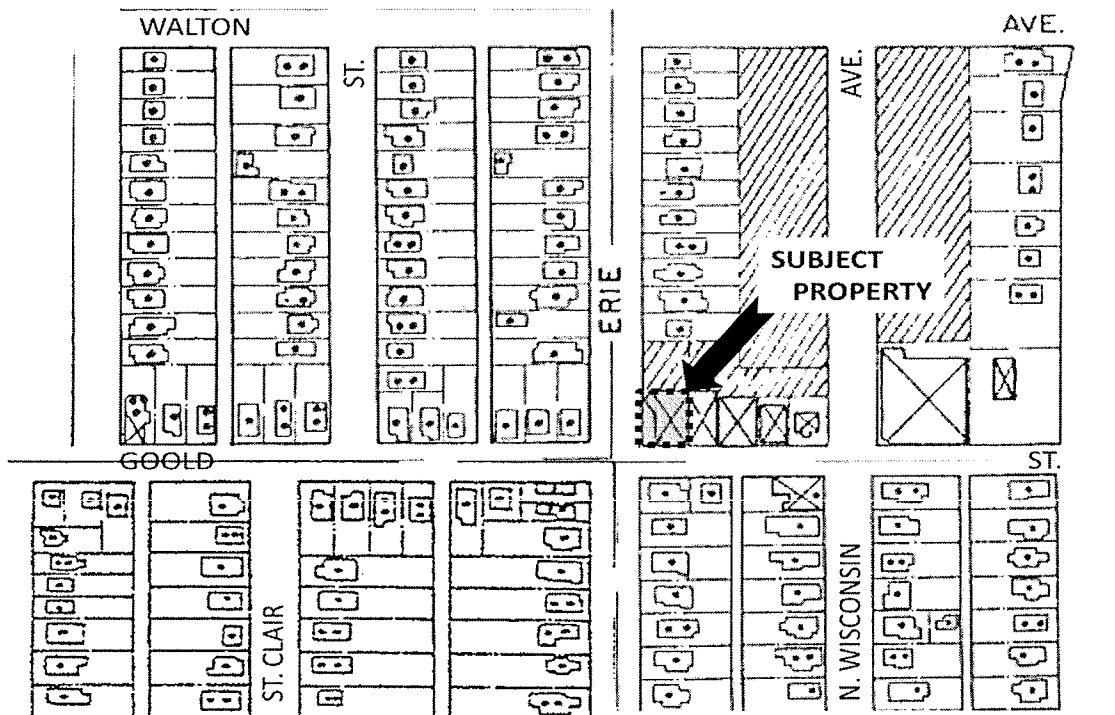 WALTON
AVE.
ST.
AVE.
SUBJECT
PROPERTY
ERIE
GOOLD
ST.
ST. CLAIR
N. WISCONSIN